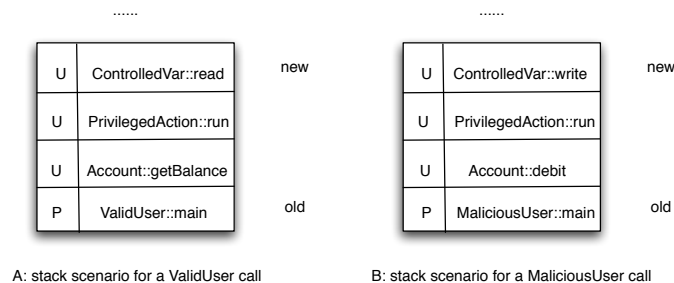 ......
U ControlledVar::read new
U PrivilegedAction::run
U Account::getBalance
P ValidUser::main old
A: stack scenario for a ValidUser call
......
U ControlledVar::write new
U PrivilegedAction::run
U Account::debit
P MaliciousUser::main old
B: stack scenario for a MaliciousUser call